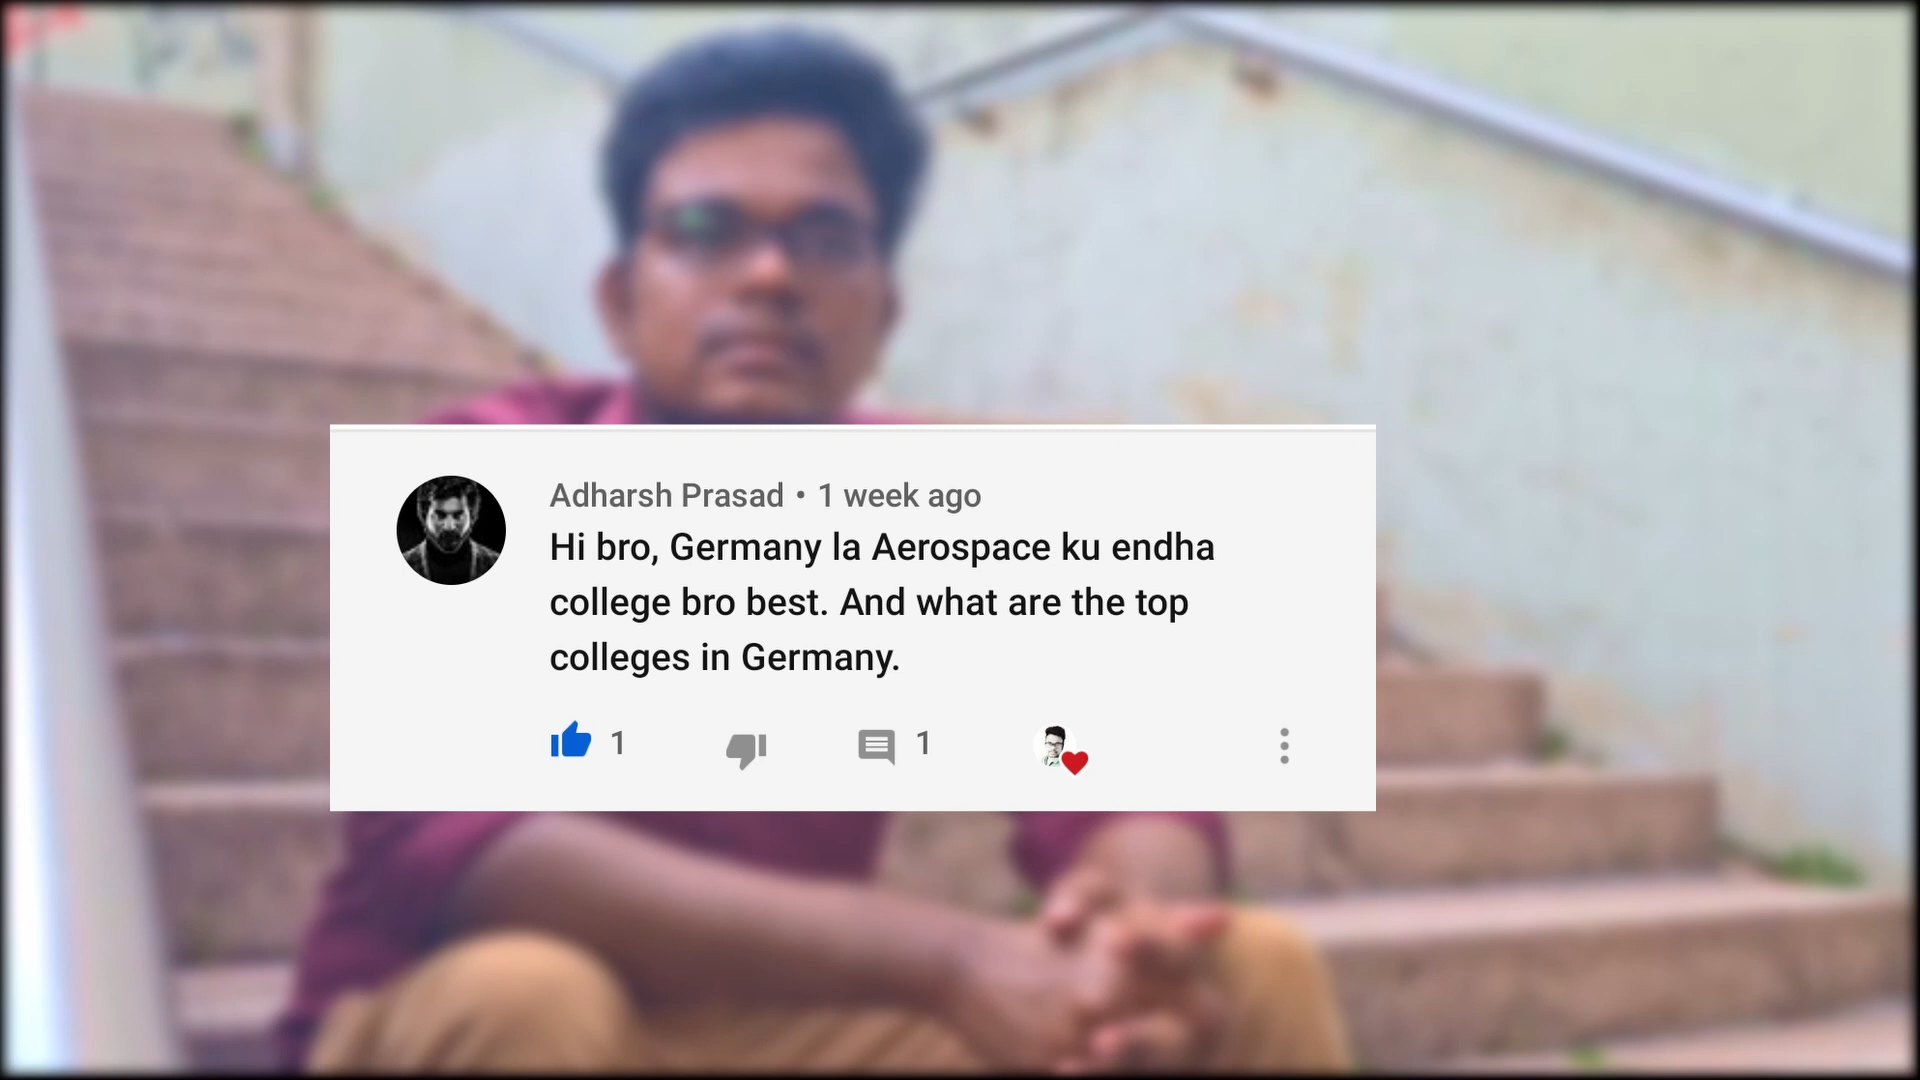 Adharsh Prasad • 1 week ago
Hi bro, Germany la Aerospace ku endha
college bro best. And what are the top
colleges in Germany.
1 1